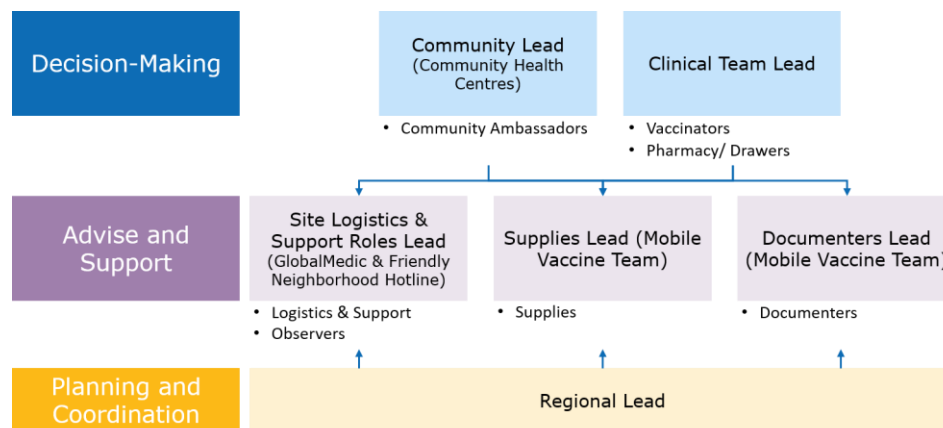 Decision-Making
Community Lead
(Community Health
Centres)
Clinical Team Lead
• Community Ambassadors
• Vaccinators
• Pharmacy/ Drawers
Advise and
Support
Site Logistics &
Support Roles Lead
(GlobalMedic & Friendly
Neighborhood Hotline)
Supplies Lead (Mobile
Vaccine Team)
Documenters Lead
(Mobile Vaccine Team)
• Logistics & Support
• Observers
• Supplies
• Documenters
Planning and
Coordination
Regional Lead